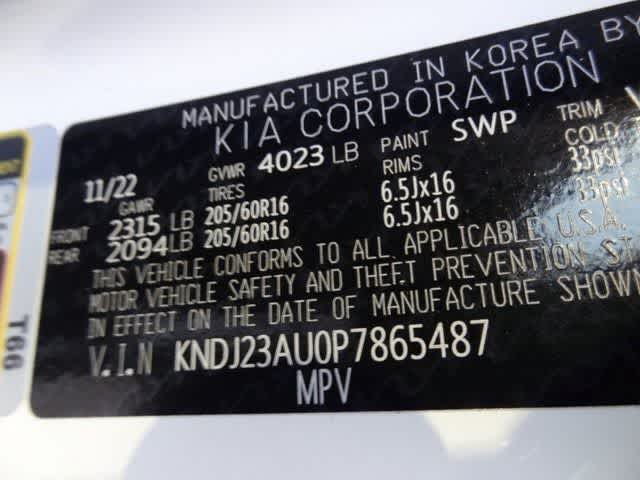 MANUFACTURED IN KOREA BY
KIA CORPORATION
11/22 GVWR 4023 LB PAINT SWP TRIM
GAWR TIRES RIMS COLD
FRONT 2315 LB 205/60R16 6.5Jx16 33psi
REAR 2094 LB 205/60R16 6.5Jx16 33psi
THIS VEHICLE CONFORMS TO ALL APPLICABLE U.S.A.
MOTOR VEHICLE SAFETY AND THEFT PREVENTION ST
IN EFFECT ON THE DATE OF MANUFACTURE SHOWN
V.I.N KNDJ23AU0P7865487
MPV
T66